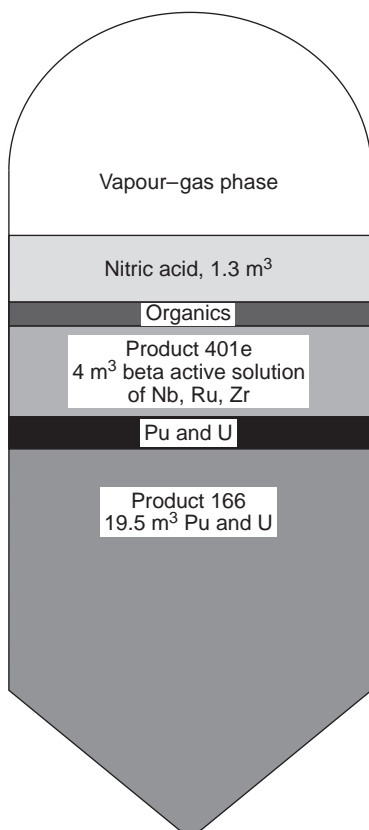 Vapour–gas phase
Nitric acid, 1.3 m³
Organics
Product 401e
4 m³ beta active solution
of Nb, Ru, Zr
Pu and U
Product 166
19.5 m³ Pu and U